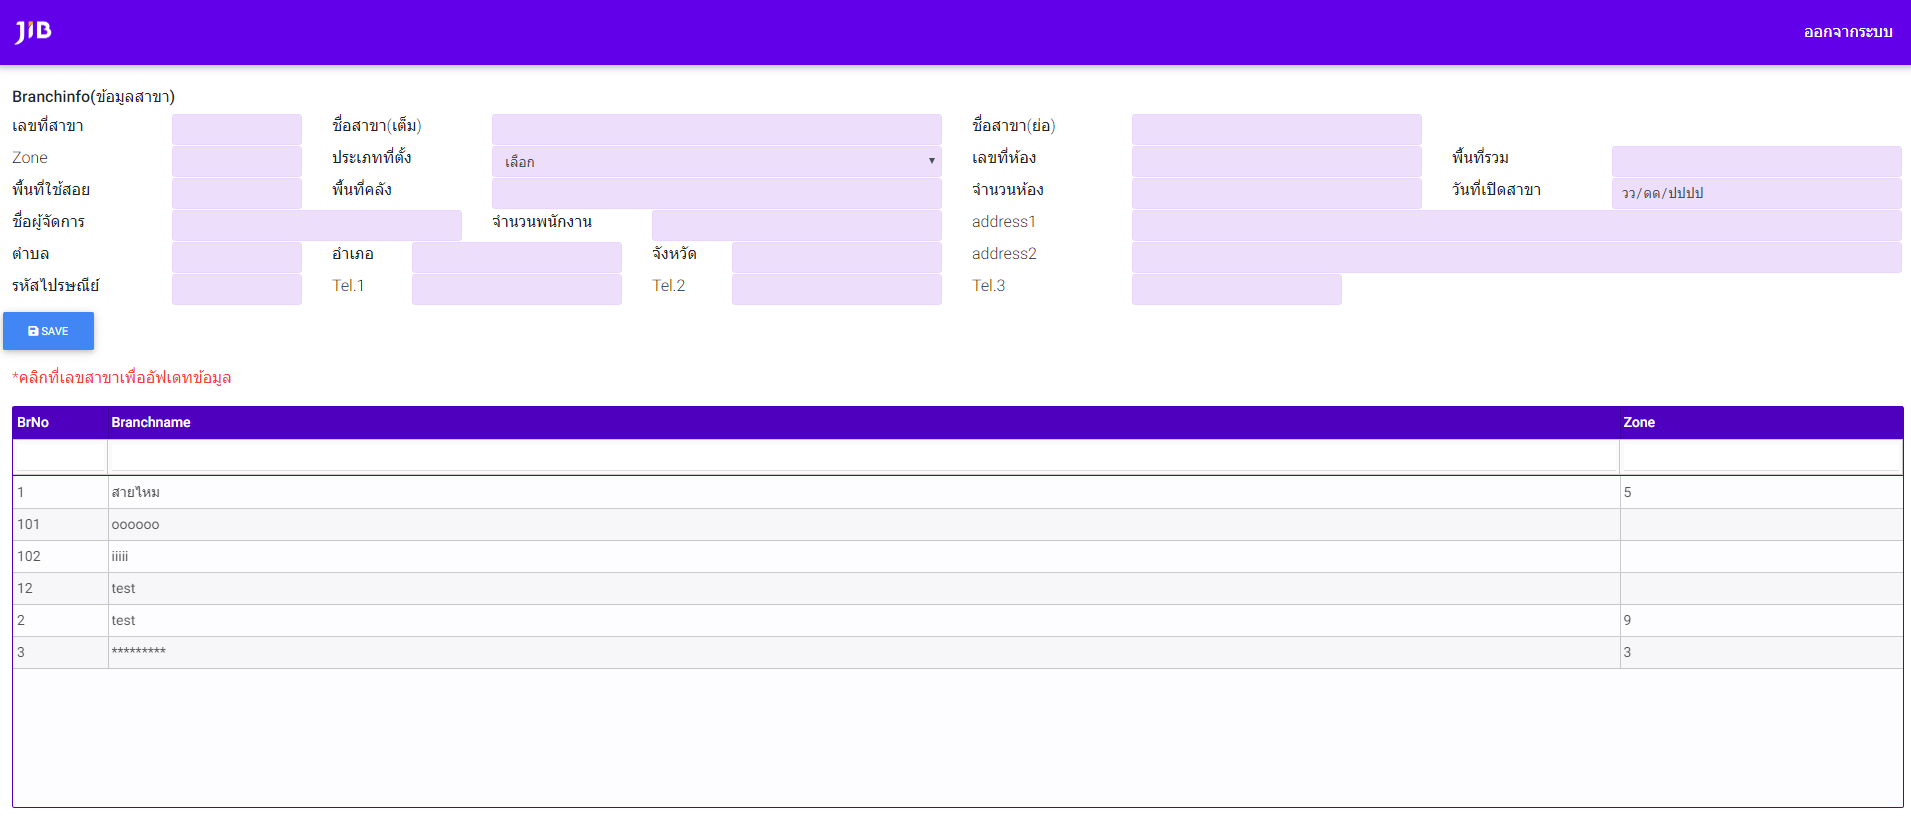 JIB ออกจากระบบ
Branchinfo(ข้อมูลสาขา)
เลขที่สาขา ชื่อสาขา(เต็ม) ชื่อสาขา(ย่อ)
Zone ประเภทที่ตั้ง เลือก เลขที่ห้อง พื้นที่รวม
พื้นที่ใช้สอย พื้นที่คลัง จำนวนห้อง วันที่เปิดสาขา วว/ดด/ปปปป
ชื่อผู้จัดการ จำนวนพนักงาน address1
ตำบล อำเภอ จังหวัด address2
รหัสไปรษณีย์ Tel.1 Tel.2 Tel.3
SAVE
*คลิกที่เลขสาขาเพื่ออัฟเดทข้อมูล
BrNo Branchname Zone
1 สายไหม 5
101 oooooo
102 iiiii
12 test
2 test 9
3 ********* 3